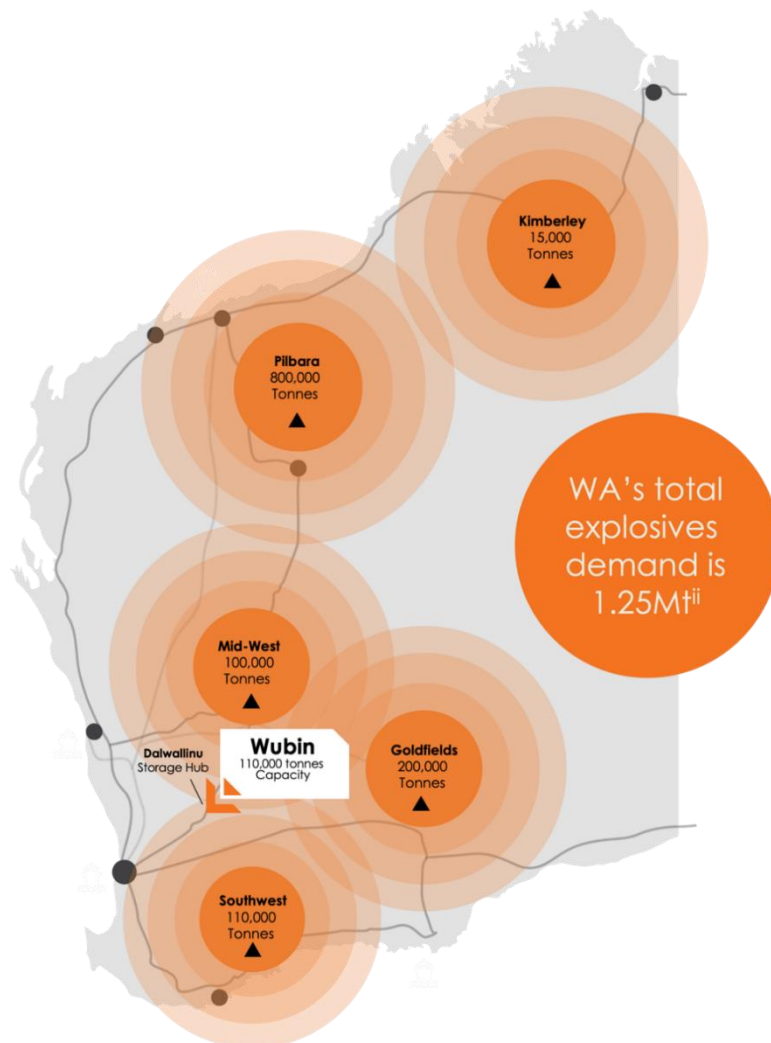 Kimberley
15,000
Tonnes
Pilbara
800,000
Tonnes
WA's total
explosives
demand is
1.25Mtⁱⁱ
Mid-West
100,000
Tonnes
Dalwallinu
Storage Hub
Wubin
110,000 tonnes
Capacity
Goldfields
200,000
Tonnes
Southwest
110,000
Tonnes